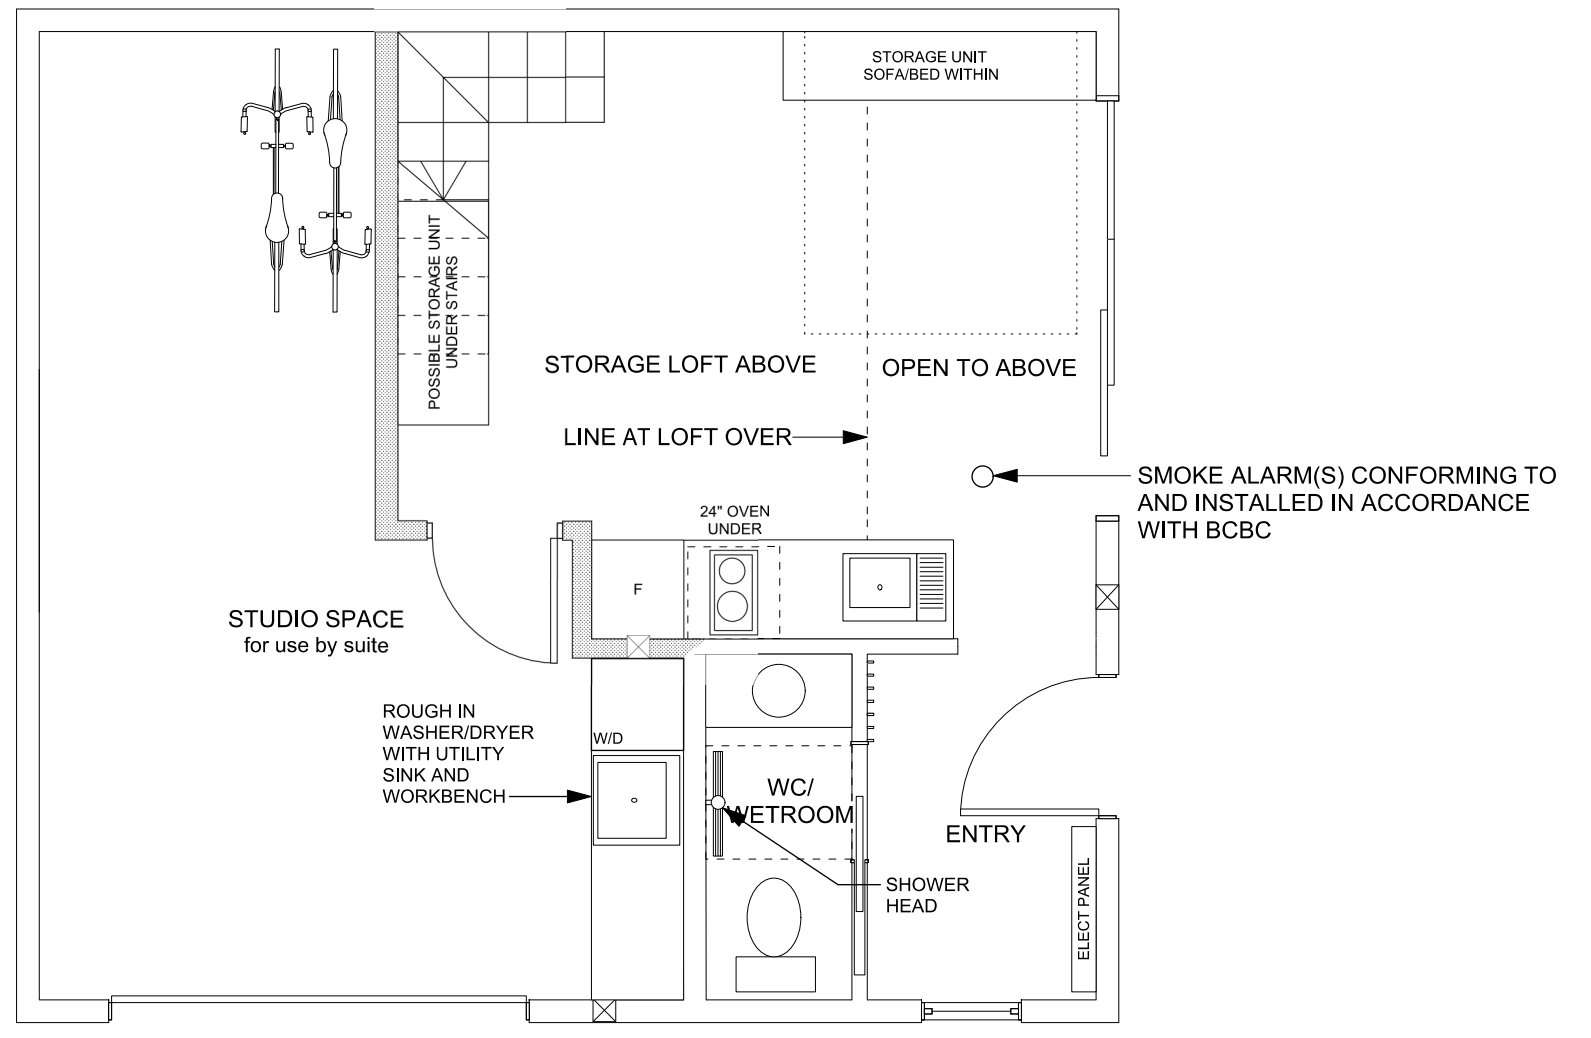 STORAGE UNIT
SOFA/BED WITHIN
POSSIBLE STORAGE UNIT
UNDER STAIRS
STORAGE LOFT ABOVE
OPEN TO ABOVE
LINE AT LOFT OVER
SMOKE ALARM(S) CONFORMING TO
AND INSTALLED IN ACCORDANCE
WITH BCBC
24" OVEN
UNDER
F
STUDIO SPACE
for use by suite
ROUGH IN
WASHER/DRYER
WITH UTILITY
SINK AND
WORKBENCH
W/D
WC/
WETROOM
ENTRY
SHOWER
HEAD
ELECT PANEL